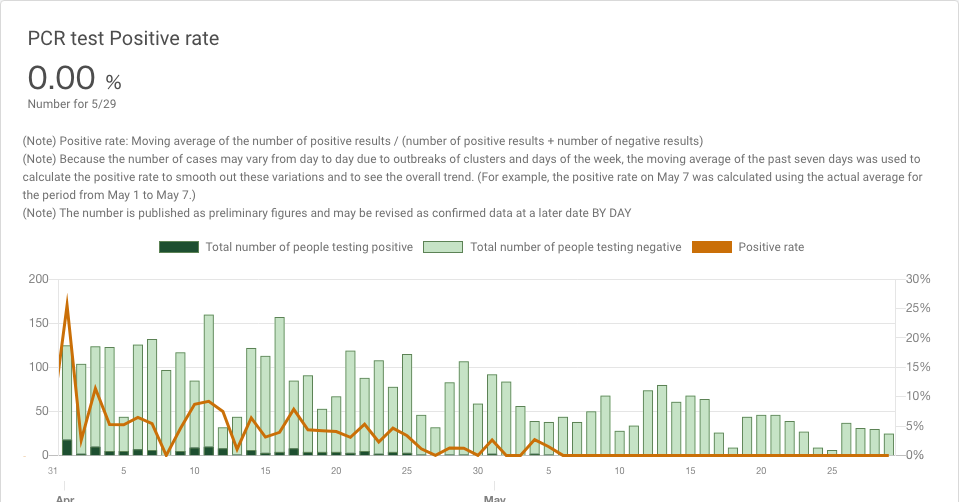 PCR test Positive rate
0.00 %
Number for 5/29
(Note) Positive rate: Moving average of the number of positive results / (number of positive results + number of negative results)
(Note) Because the number of cases may vary from day to day due to outbreaks of clusters and days of the week, the moving average of the past seven days was used to
calculate the positive rate to smooth out these variations and to see the overall trend. (For example, the positive rate on May 7 was calculated using the actual average for
the period from May 1 to May 7.)
(Note) The number is published as preliminary figures and may be revised as confirmed data at a later date BY DAY
Total number of people testing positive Total number of people testing negative Positive rate
200 30%
25%
150
20%
100 15%
10%
50
5%
0 0%
31 5 10 15 20 25 30 5 10 15 20 25
Apr May